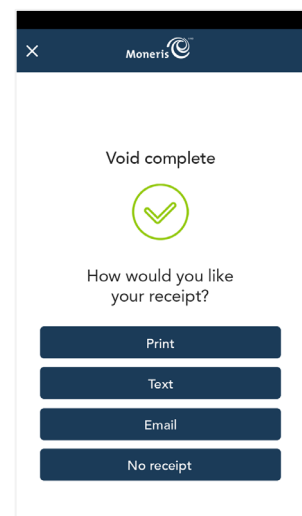 Moneris
Void complete
How would you like
your receipt?
Print
Text
Email
No receipt